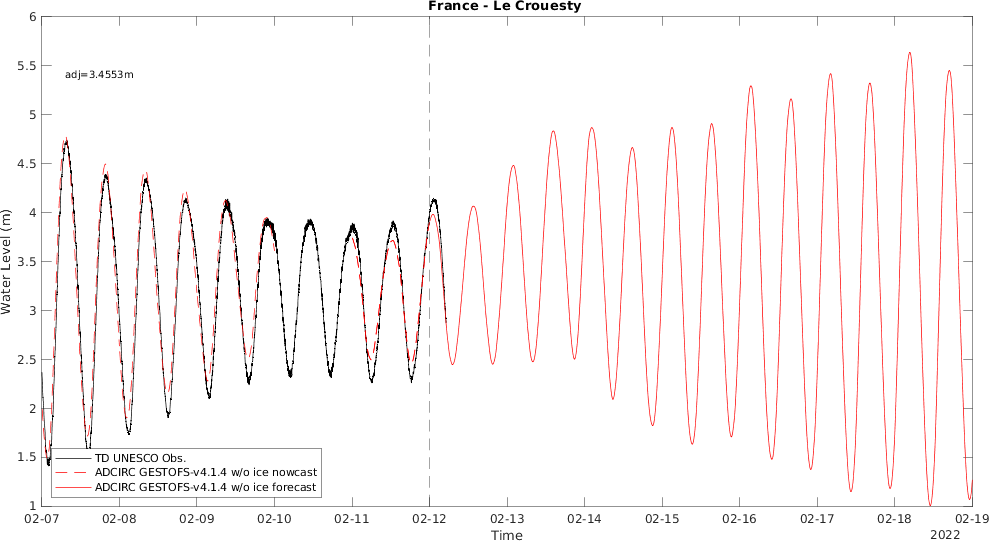 France - Le Crouesty
adj=3.4553m
6
5.5
5
4.5
4
3.5
3
2.5
2
1.5
1
Water Level (m)
TD UNESCO Obs.
ADCIRC GESTOFS-v4.1.4 w/o ice nowcast
ADCIRC GESTOFS-v4.1.4 w/o ice forecast
02-07 02-08 02-09 02-10 02-11 02-12 02-13 02-14 02-15 02-16 02-17 02-18 02-19
Time
2022